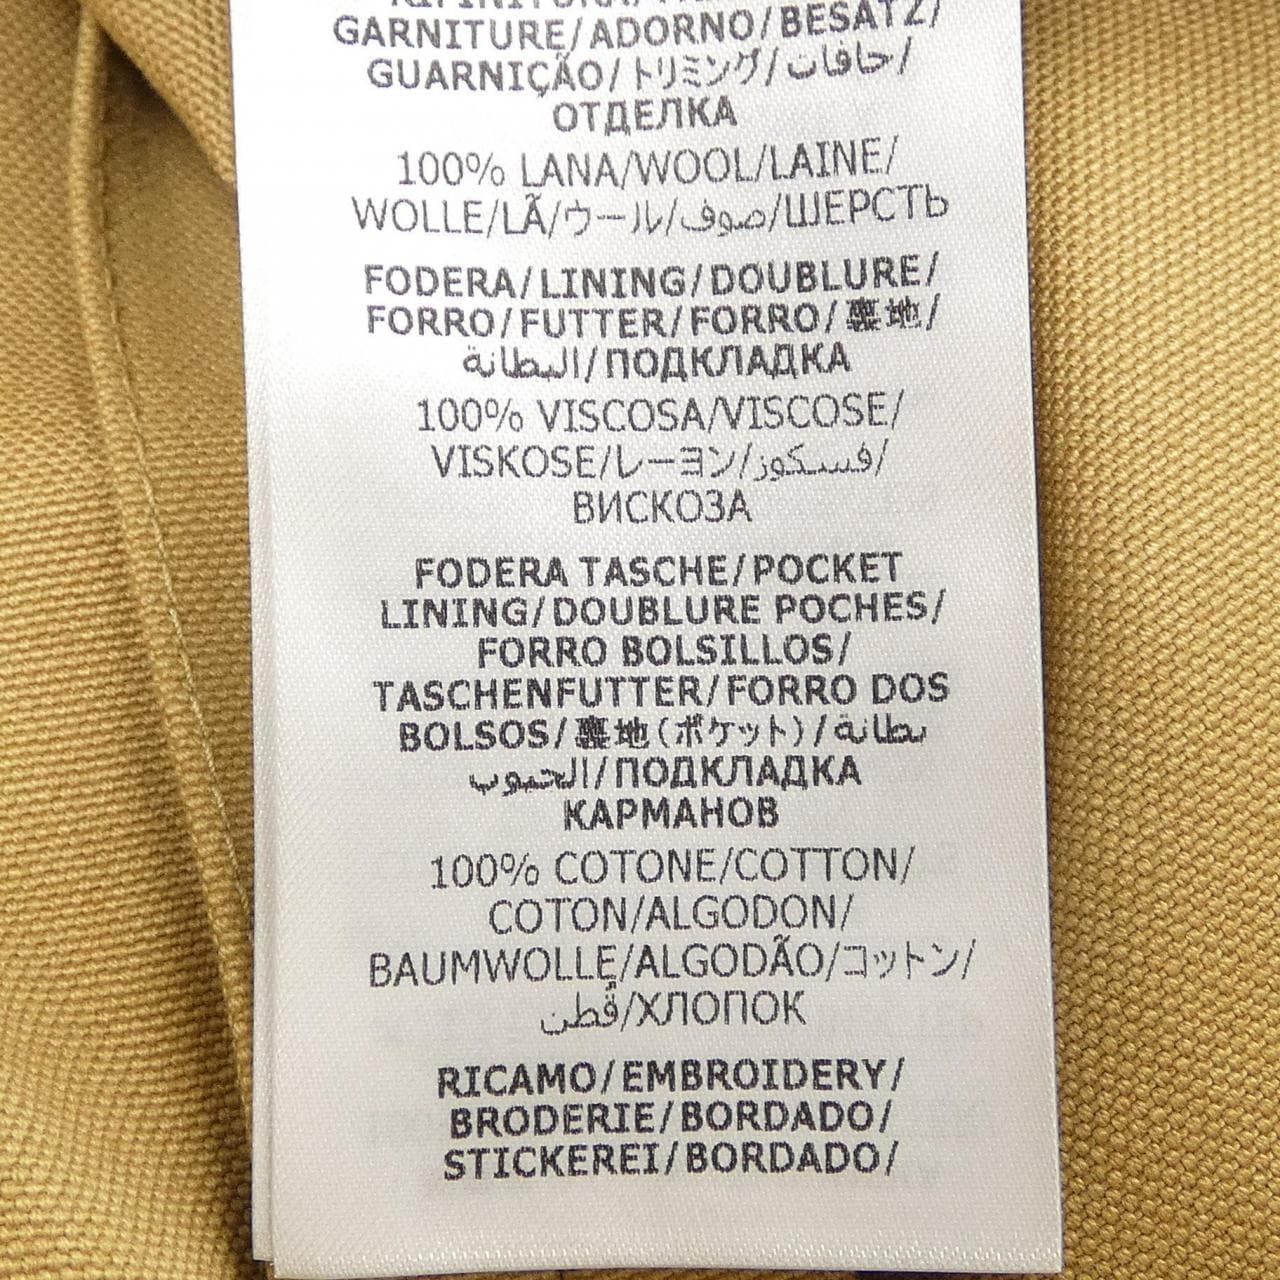 GARNITURE/ADORNO/BESATZ/
GUARNIÇÃO/トリミング/حافات/
ОТДЕЛКА
100% LANA/WOOL/LAINE/
WOLLE/LÃ/ウール/صوف/ШЕРСТЬ
FODERA/LINING/DOUBLURE/
FORRO/FUTTER/FORRO/裏地/
البطانة/ПОДКЛАДКА
100% VISCOSA/VISCOSE/
VISKOSE/レーヨン/فسكوز/
ВИСКОЗА
FODERA TASCHE/POCKET
LINING/DOUBLURE POCHES/
FORRO BOLSILLOS/
TASCHENFUTTER/FORRO DOS
BOLSOS/裏地(ポケット)/بطانة
الجيوب/ПОДКЛАДКА
КАРМАНОВ
100% COTONE/COTTON/
COTON/ALGODON/
BAUMWOLLE/ALGODÃO/コットン/
قُطن/ХЛОПОК
RICAMO/EMBROIDERY/
BRODERIE/BORDADO/
STICKEREI/BORDADO/